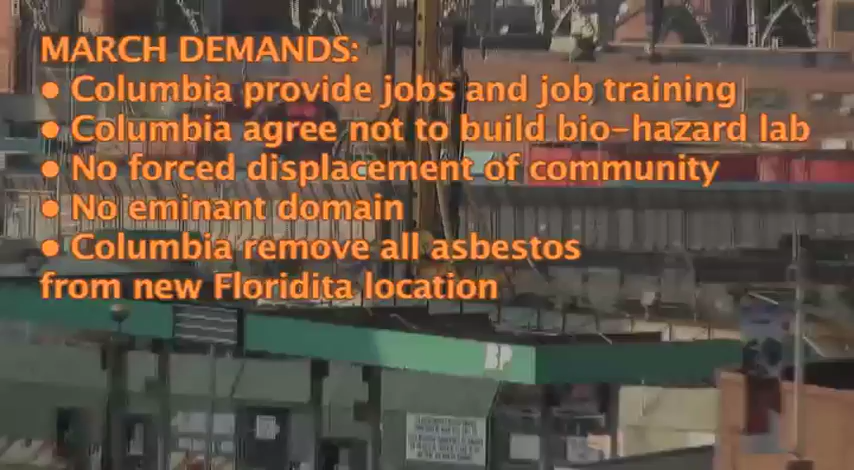 MARCH DEMANDS:
● Columbia provide jobs and job training
● Columbia agree not to build bio-hazard lab
● No forced displacement of community
● No eminant domain
● Columbia remove all asbestos
from new Floridita location
BP